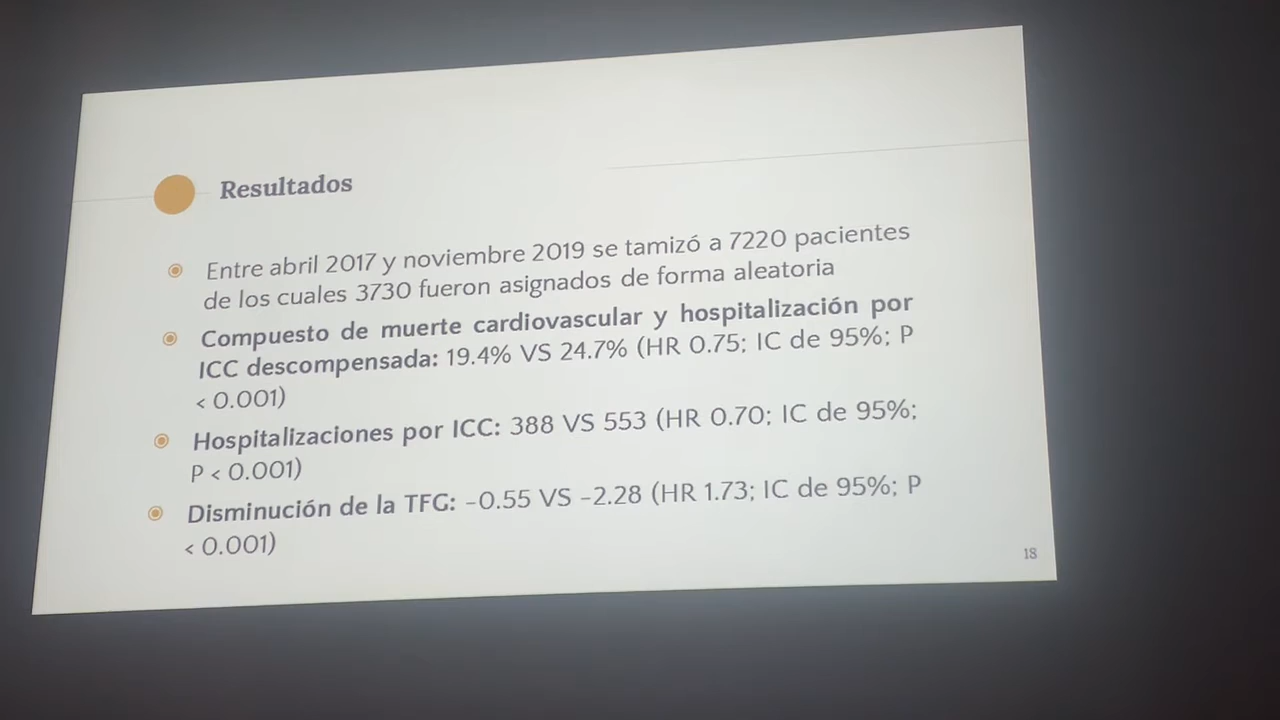 Resultados
Entre abril 2017 y noviembre 2019 se tamizó a 7220 pacientes
de los cuales 3730 fueron asignados de forma aleatoria
Compuesto de muerte cardiovascular y hospitalización por
ICC descompensada: 19.4% VS 24.7% (HR 0.75; IC de 95%; P
< 0.001)
Hospitalizaciones por ICC: 388 VS 553 (HR 0.70; IC de 95%;
P < 0.001)
Disminución de la TFG: -0.55 VS -2.28 (HR 1.73; IC de 95%; P
< 0.001)
18